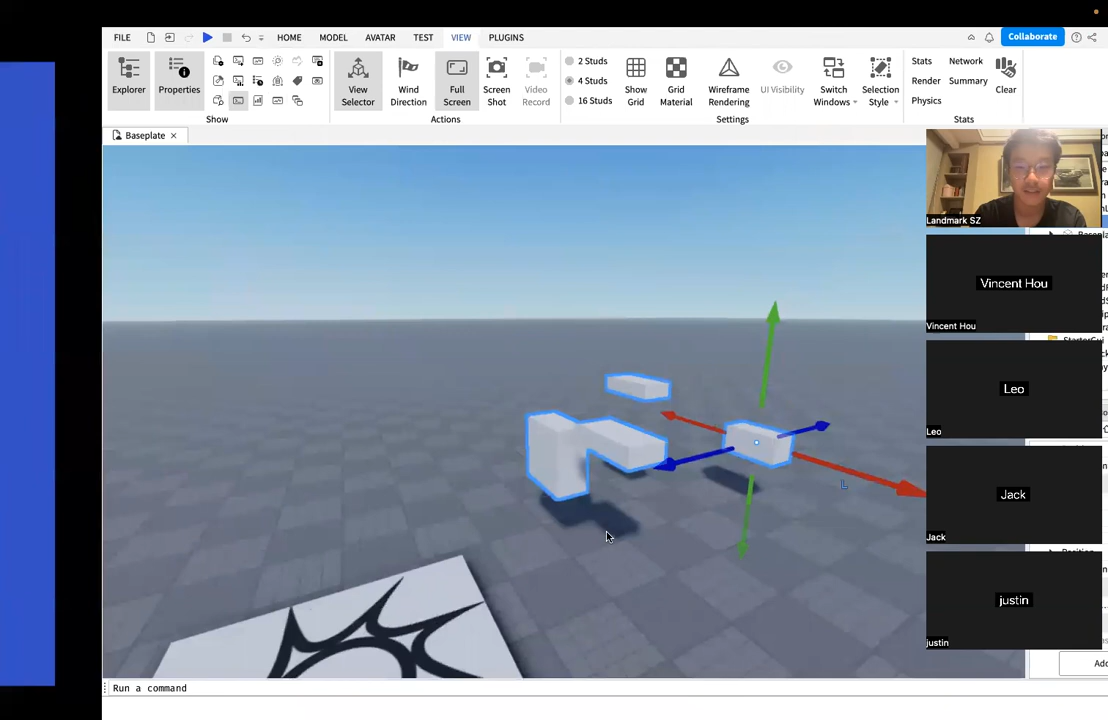 FILE HOME MODEL AVATAR TEST VIEW PLUGINS Collaborate
Explorer Properties
Show
View Selector Wind Direction Full Screen Screen Shot Video Record
Actions
2 Studs
4 Studs
16 Studs
Show Grid Grid Material Wireframe Rendering UI Visibility Switch Windows Selection Style
Settings
Stats Network
Render Summary
Physics
Clear
Stats
Baseplate
Landmark SZ
Vincent Hou
Vincent Hou
Leo
Leo
Jack
Jack
justin
justin
L
Run a command